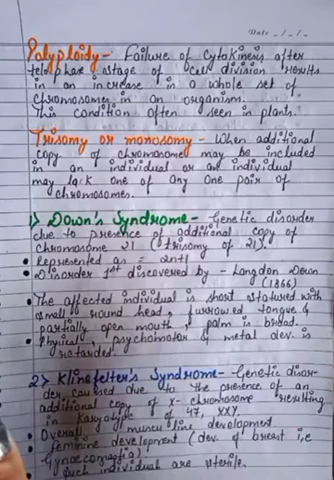 Date _/_/_
Polyploidy - Failure of cytokinesis after
telophase stage of cell division results
in an increase in a whole set of
chromosomes in an organism.
This condition often seen in plants.
Trisomy or monosomy - When additional
copy of chromosome may be included
in an individual or an individual
may lack one of any one pair of
chromosomes.
1) Down's Syndrome - Genetic disorder
due to presence of additional copy of
chromosome 21 (trisomy of 21).
• Represented as = 2n+1
• Disorder 1st discovered by - Langdon Down
(1866)
• The affected individual is short statured with
small round head, furrowed tongue &
partially open mouth, palm is broad.
• Physical, psychomotor & metal dev. is
retarded.
2) Klinefelter's Syndrome - Genetic disor-
der caused due to the presence of an
additional copy of X-chromosome resulting
in karyotype of 47, XXY.
• Overall musculine development
• feminine development (dev. of breast i.e
Gynaecomastia)
• Such individual are sterile.